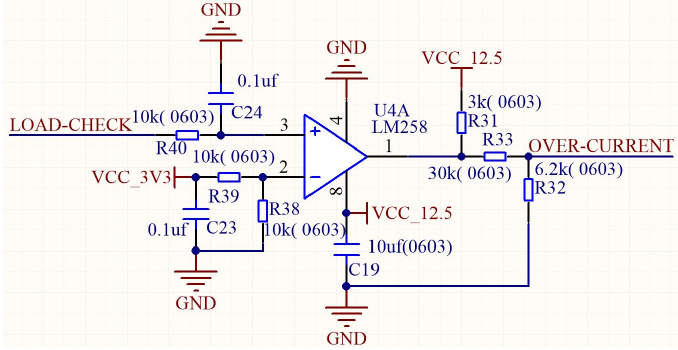 GND
GND
VCC_12.5
0.1uf
C24
U4A
LM258
3k( 0603)
R31
LOAD-CHECK
10k( 0603)
R40
3
+
4
1
R33
30k( 0603)
OVER-CURRENT
10k( 0603)
2
−
8
VCC_3V3
R39
6.2k( 0603)
R32
R38
10k( 0603)
VCC_12.5
0.1uf
C23
10uf(0603)
C19
GND
GND